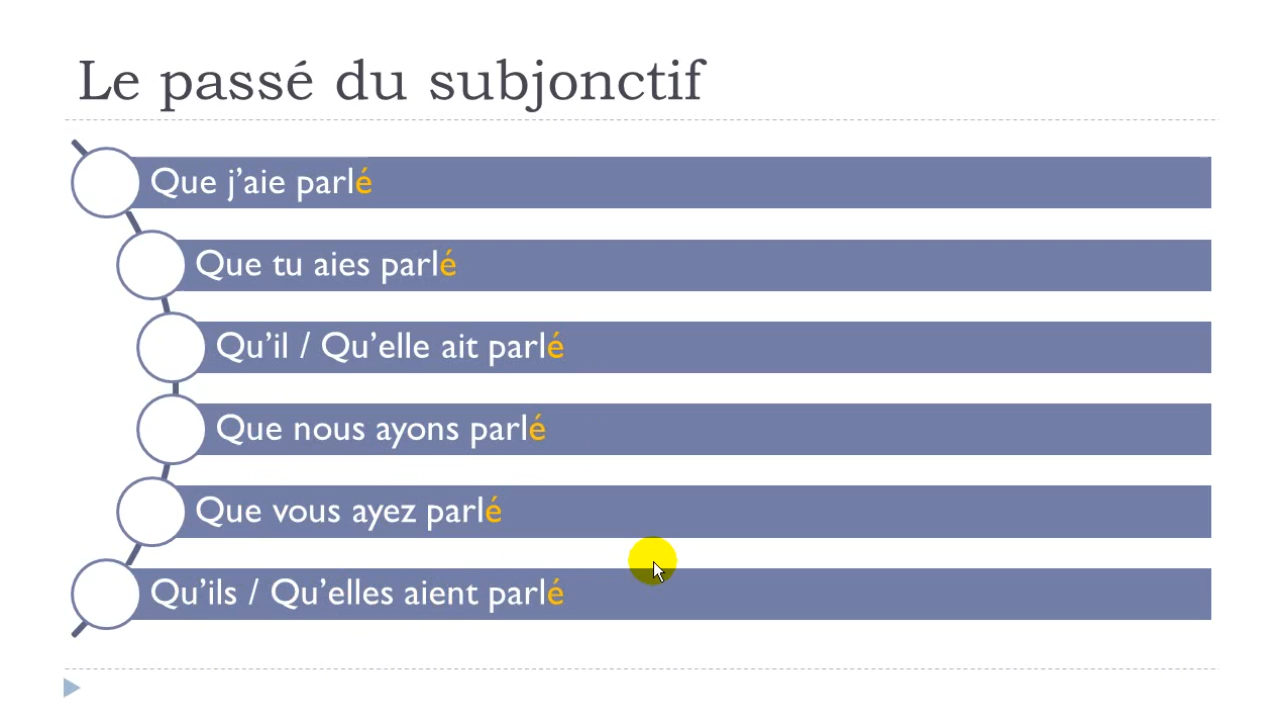 Le passé du subjonctif
Que j’aie parlé
Que tu aies parlé
Qu’il / Qu’elle ait parlé
Que nous ayons parlé
Que vous ayez parlé
Qu’ils / Qu’elles aient parlé